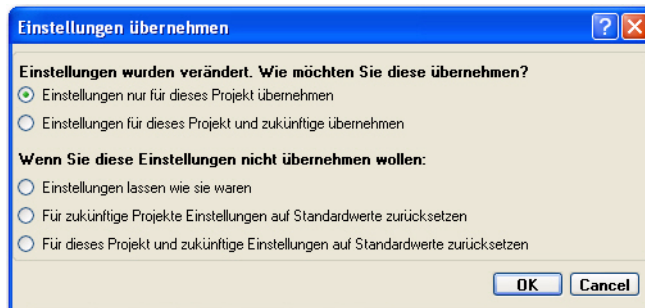 Einstellungen übernehmen
Einstellungen wurden verändert. Wie möchten Sie diese übernehmen?
Einstellungen nur für dieses Projekt übernehmen
Einstellungen für dieses Projekt und zukünftige übernehmen
Wenn Sie diese Einstellungen nicht übernehmen wollen:
Einstellungen lassen wie sie waren
Für zukünftige Projekte Einstellungen auf Standardwerte zurücksetzen
Für dieses Projekt und zukünftige Einstellungen auf Standardwerte zurücksetzen
OK Cancel